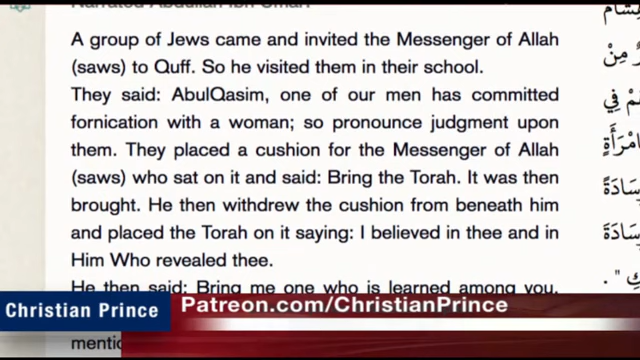 Narrated Abdullah Ibn Umar:
A group of Jews came and invited the Messenger of Allah
(saws) to Quff. So he visited them in their school.
They said: AbulQasim, one of our men has committed
fornication with a woman; so pronounce judgment upon
them. They placed a cushion for the Messenger of Allah
(saws) who sat on it and said: Bring the Torah. It was then
brought. He then withdrew the cushion from beneath him
and placed the Torah on it saying: I believed in thee and in
Him Who revealed thee.
He then said: Bring me one who is learned among you.
Christian Prince
Patreon.com/ChristianPrince